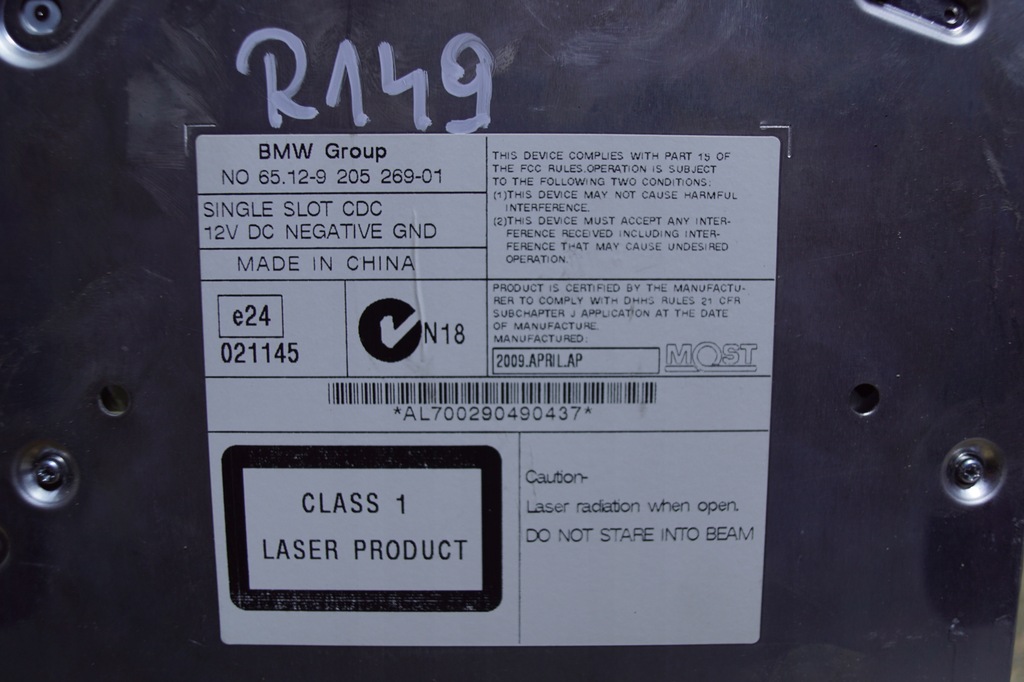 R149
BMW Group
NO 65.12-9 205 269-01
SINGLE SLOT CDC
12V DC NEGATIVE GND
MADE IN CHINA
THIS DEVICE COMPLIES WITH PART 15 OF
THE FCC RULES.OPERATION IS SUBJECT
TO THE FOLLOWING TWO CONDITIONS:
(1)THIS DEVICE MAY NOT CAUSE HARMFUL
INTERFERENCE.
(2)THIS DEVICE MUST ACCEPT ANY INTER-
FERENCE RECEIVED INCLUDING INTER-
FERENCE THAT MAY CAUSE UNDESIRED
OPERATION.
e24
021145
N18
PRODUCT IS CERTIFIED BY THE MANUFACTU-
RER TO COMPLY WITH DHHS RULES 21 CFR
SUBCHAPTER J APPLICATION AT THE DATE
OF MANUFACTURE.
MANUFACTURED:
2009.APRIL.AP
MOST
*AL700290490437*
CLASS 1
LASER PRODUCT
Caution-
Laser radiation when open.
DO NOT STARE INTO BEAM